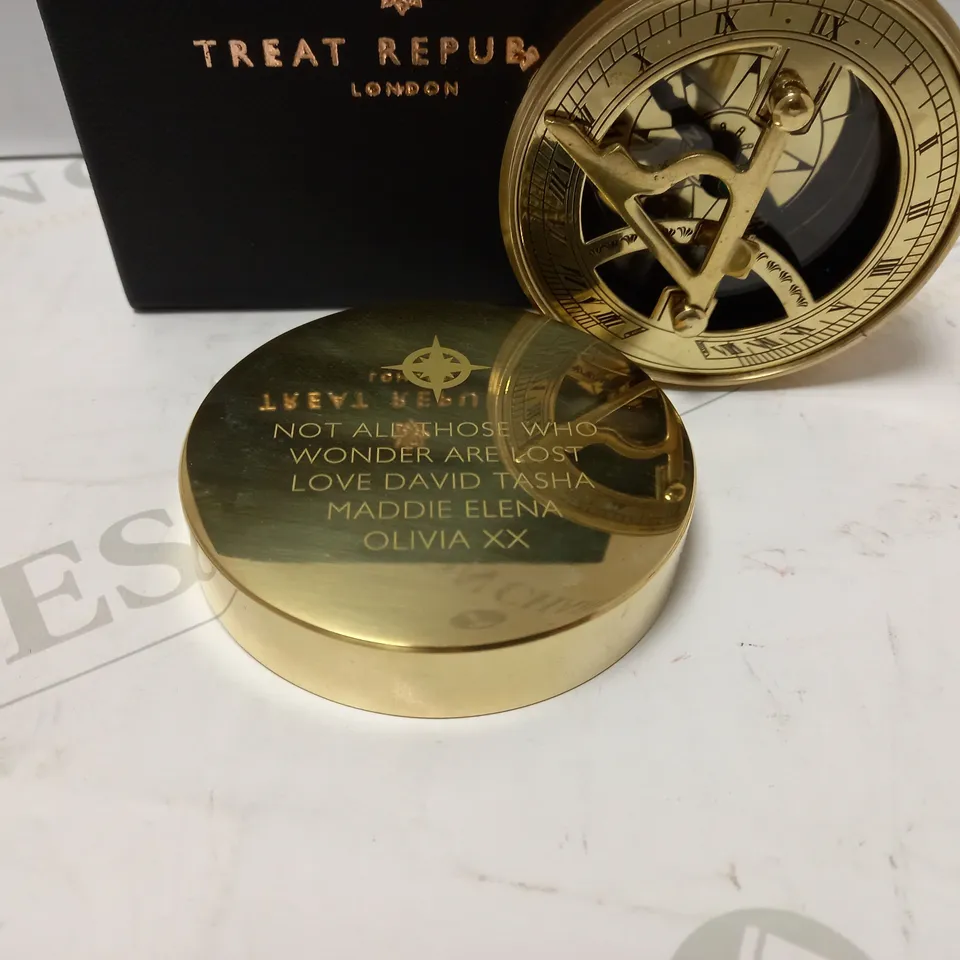 TREAT REPUB
LONDON
NOT ALL THOSE WHO
WONDER ARE LOST
LOVE DAVID TASHA
MADDIE ELENA
OLIVIA XX